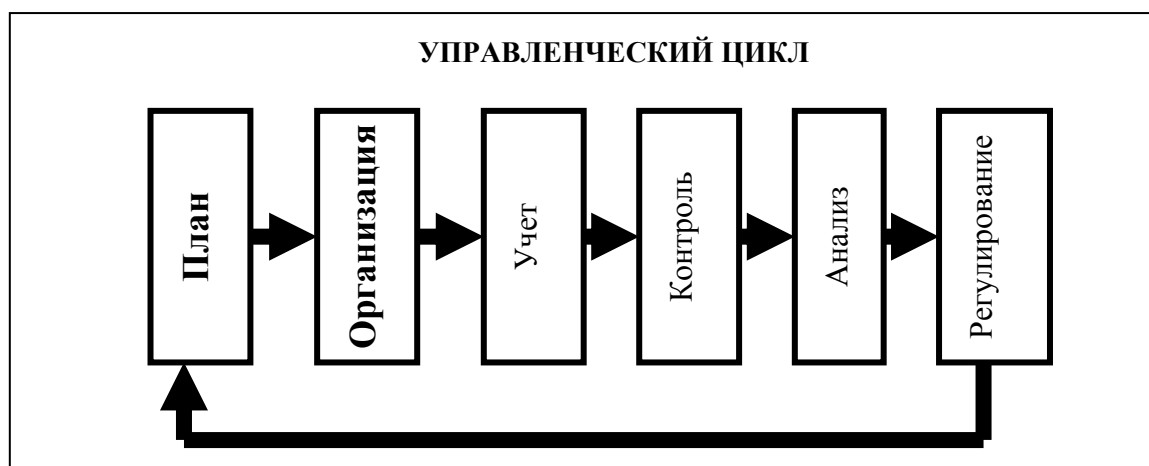 УПРАВЛЕНЧЕСКИЙ ЦИКЛ
План
Организация
Учет
Контроль
Анализ
Регулирование